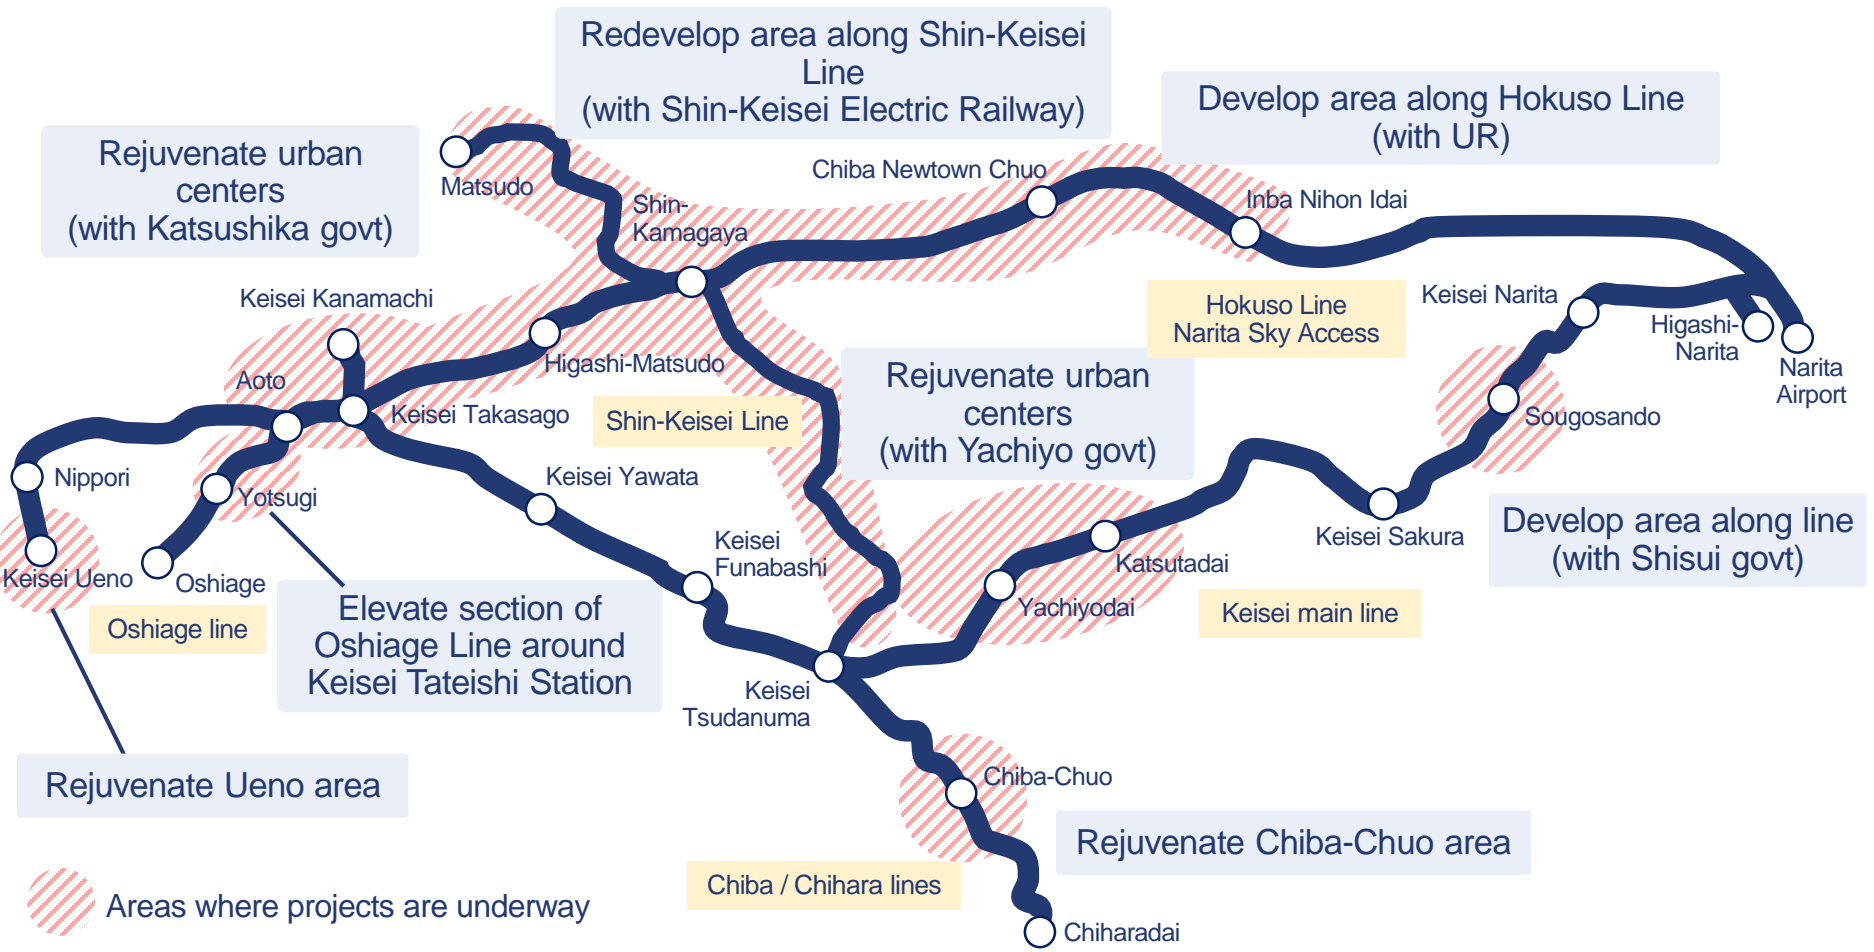 Redevelop area along Shin-Keisei
Line
(with Shin-Keisei Electric Railway)
Develop area along Hokuso Line
(with UR)
Rejuvenate urban
centers
(with Katsushika govt)
Matsudo
Chiba Newtown Chuo
Inba Nihon Idai
Shin-
Kamagaya
Keisei Kanamachi
Hokuso Line
Narita Sky Access
Keisei Narita
Higashi-
Narita
Narita
Airport
Aoto
Higashi-Matsudo
Keisei Takasago
Shin-Keisei Line
Rejuvenate urban
centers
(with Yachiyo govt)
Sougosando
Nippori
Yotsugi
Keisei Yawata
Keisei
Funabashi
Katsutadai
Keisei Sakura
Develop area along line
(with Shisui govt)
Keisei Ueno
Oshiage
Oshiage line
Elevate section of
Oshiage Line around
Keisei Tateishi Station
Yachiyodai
Keisei main line
Keisei
Tsudanuma
Rejuvenate Ueno area
Chiba-Chuo
Rejuvenate Chiba-Chuo area
Chiba / Chihara lines
Areas where projects are underway
Chiharadai